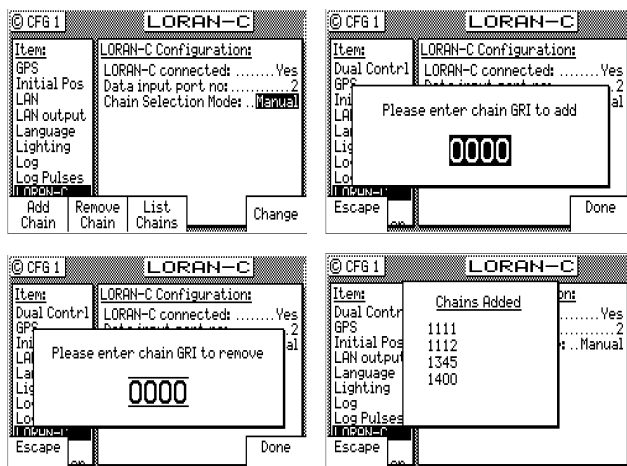 © CFG 1
LORAN-C
Item:
GPS
Initial Pos
LAN
LAN output
Language
Lighting
Log
Log Pulses
LORAN-C
LORAN-C Configuration:
LORAN-C connected: ........Yes
Data input port no: ............2
Chain Selection Mode: ..Manual
Add Chain
Remove Chain
List Chains
Change
© CFG 1
LORAN-C
Item:
Dual Contrl
GPS
LORAN-C Configuration:
LORAN-C connected: ........Yes
Please enter chain GRI to add
0000
Escape
Done
© CFG 1
LORAN-C
Item:
Dual Contrl
GPS
LORAN-C Configuration:
LORAN-C connected: ........Yes
Please enter chain GRI to remove
0000
Escape
Done
© CFG 1
LORAN-C
Item:
Dual Contr
GPS
Initial Pos
LAN output
Language
Lighting
Log
Log Pulses
LORAN-C
Chains Added
1111
1112
1345
1400
on:
Yes
2
: ..Manual
Escape